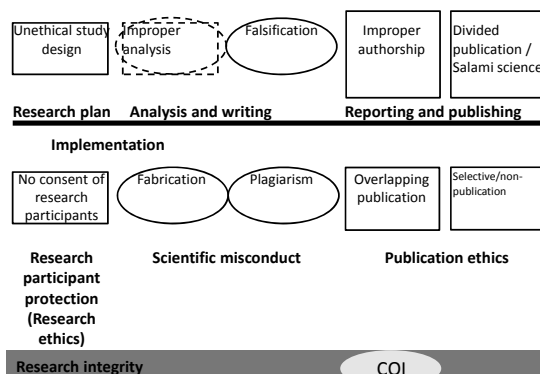 Unethical study
design
Improper
analysis
Falsification
Improper
authorship
Divided
publication /
Salami science
Research plan
Analysis and writing
Reporting and publishing
Implementation
No consent of
research
participants
Fabrication
Plagiarism
Overlapping
publication
Selective/non-
publication
Research
participant
protection
(Research
ethics)
Scientific misconduct
Publication ethics
Research integrity
COI